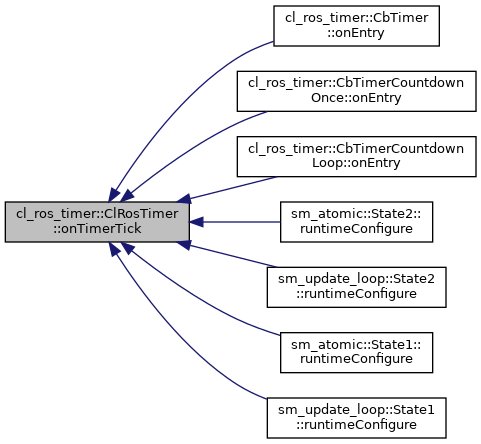 cl_ros_timer::CbTimer
::onEntry
cl_ros_timer::CbTimerCountdown
Once::onEntry
cl_ros_timer::CbTimerCountdown
Loop::onEntry
cl_ros_timer::ClRosTimer
::onTimerTick
sm_atomic::State2::
runtimeConfigure
sm_update_loop::State2
::runtimeConfigure
sm_atomic::State1::
runtimeConfigure
sm_update_loop::State1
::runtimeConfigure